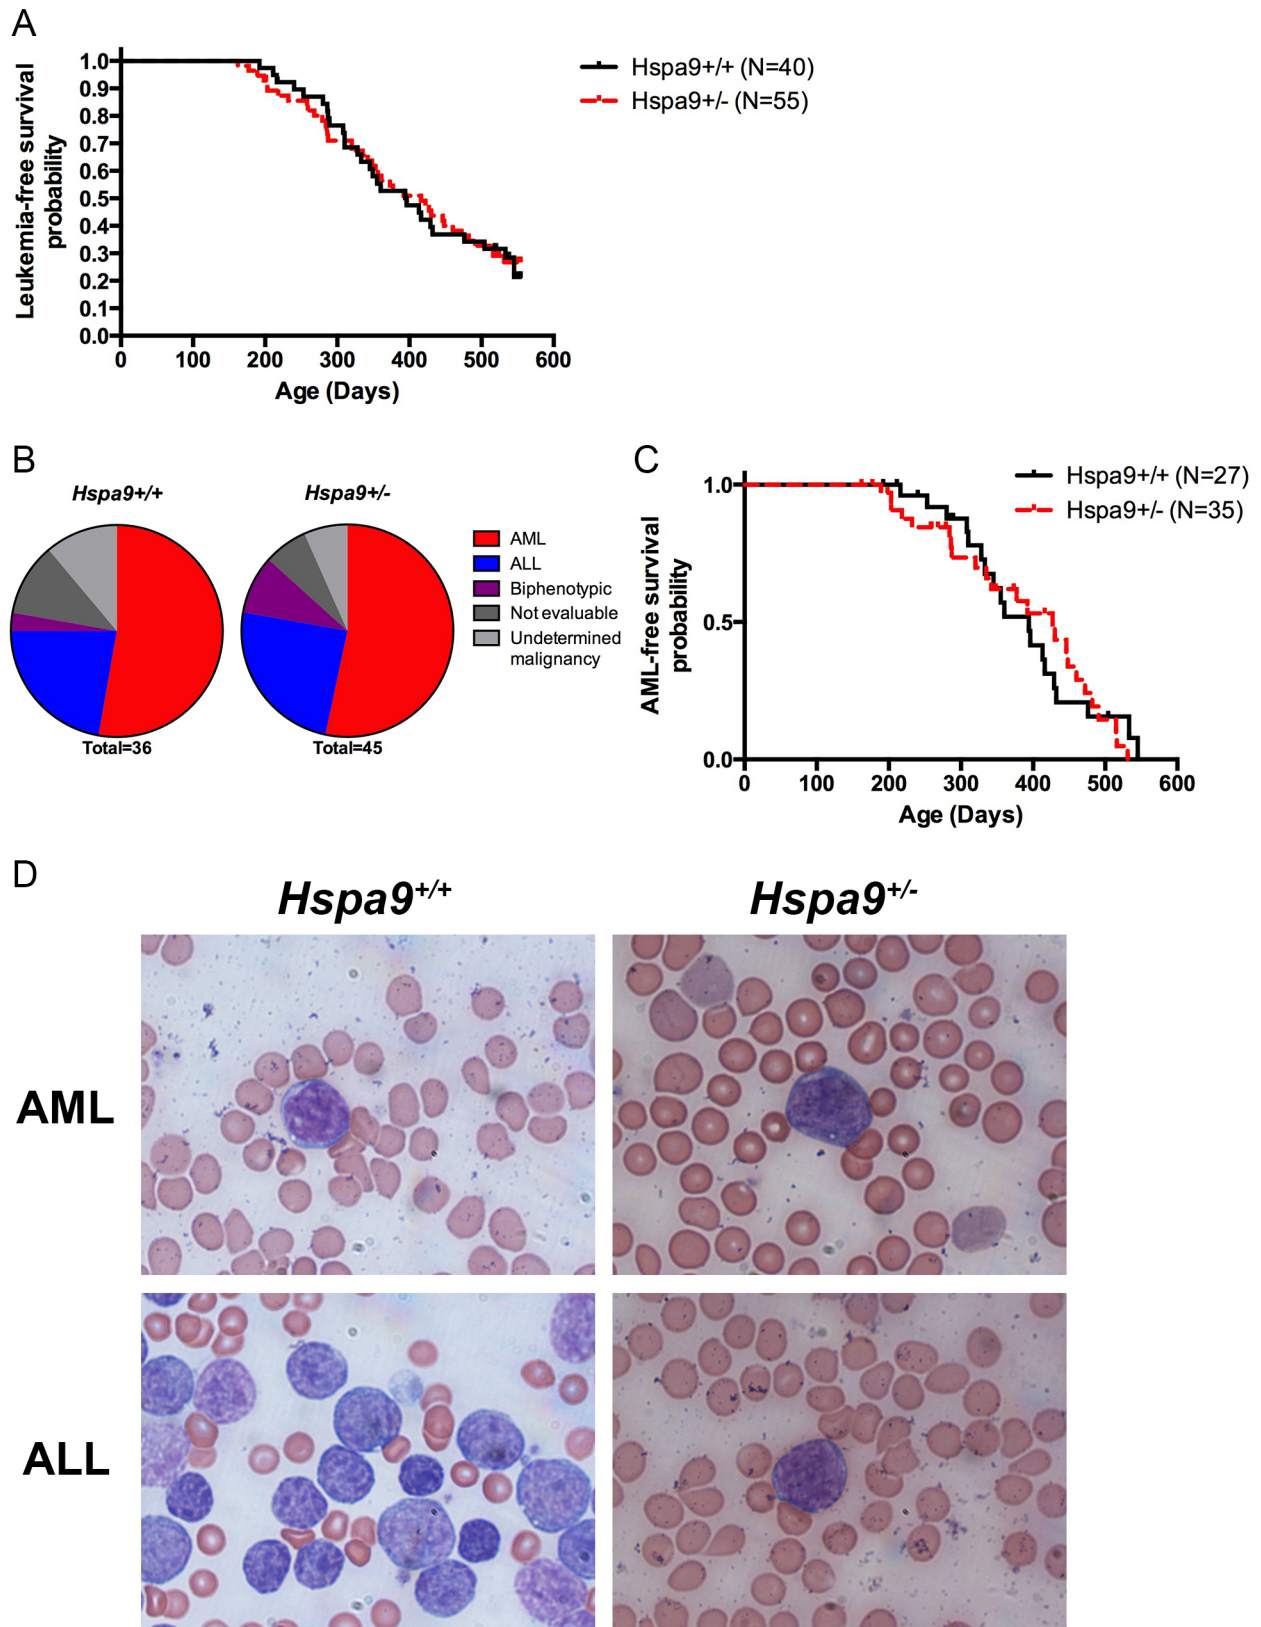 A
Leukemia-free survival
probability
1.0
0.9
0.8
0.7
0.6
0.5
0.4
0.3
0.2
0.1
0.0
0 100 200 300 400 500 600
Age (Days)
Hspa9+/+ (N=40)
Hspa9+/- (N=55)
B
Hspa9+/+
Hspa9+/-
Total=36
Total=45
AML
ALL
Biphenotypic
Not evaluable
Undetermined
malignancy
C
AML-free survival
probability
1.0
0.5
0.0
0 100 200 300 400 500 600
Age (Days)
Hspa9+/+ (N=27)
Hspa9+/- (N=35)
D
Hspa9+/+
Hspa9+/-
AML
ALL